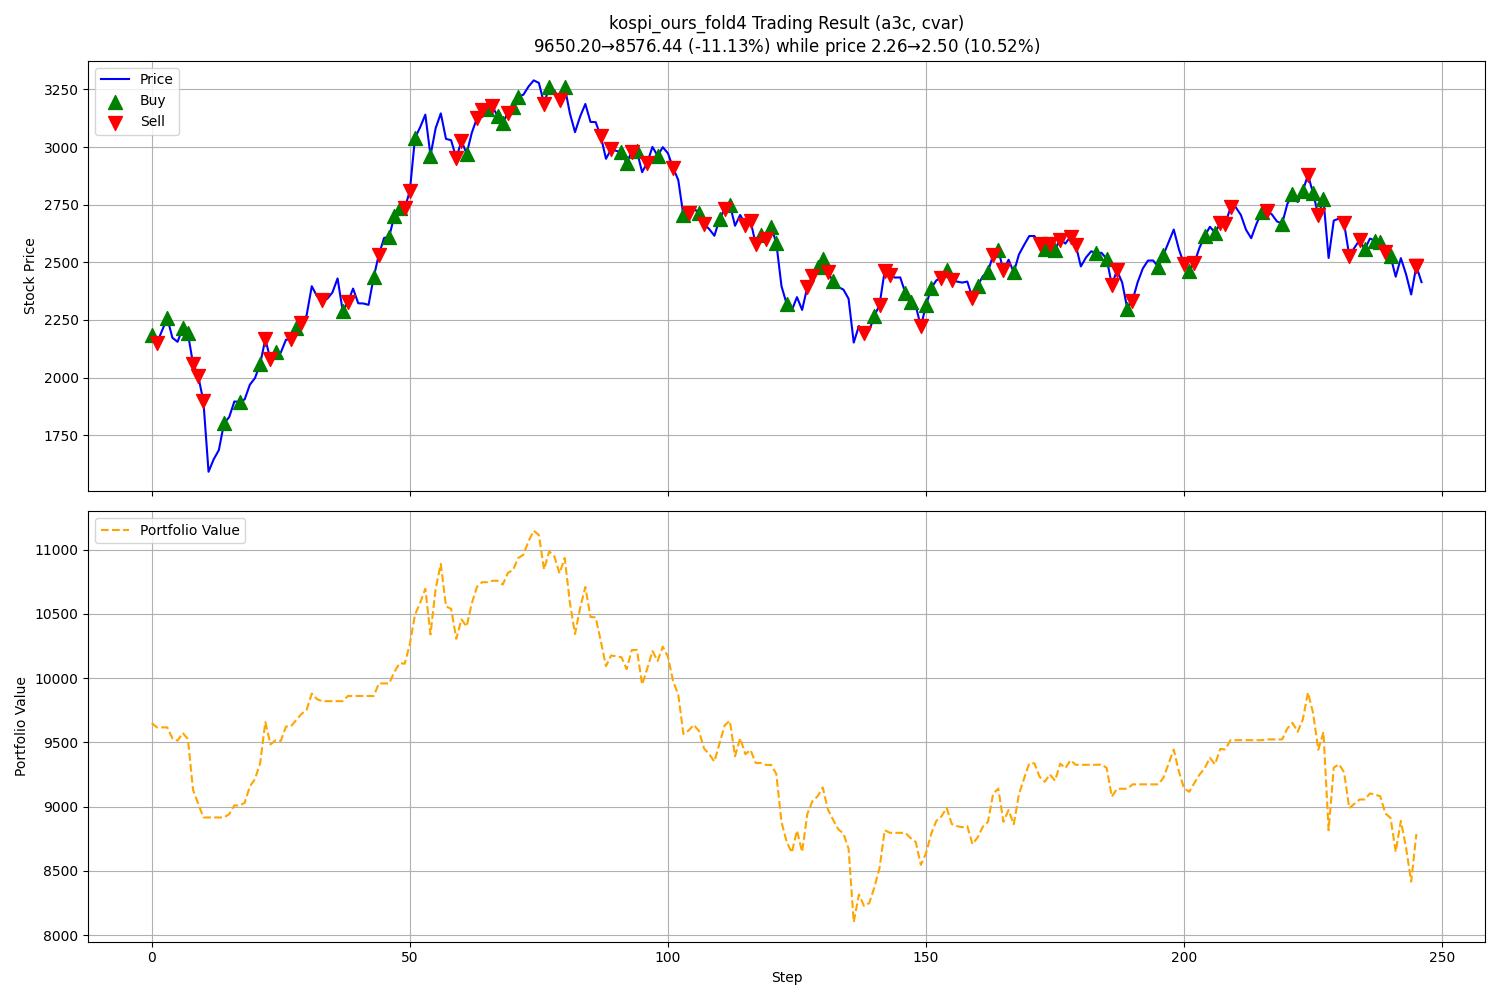 kospi_ours_fold4 Trading Result (a3c, cvar)
9650.20→8576.44 (-11.13%) while price 2.26→2.50 (10.52%)
Price
Buy
Sell
Stock Price
3250
3000
2750
2500
2250
2000
1750
Portfolio Value
Portfolio Value
11000
10500
10000
9500
9000
8500
8000
0
50
100
150
200
250
Step